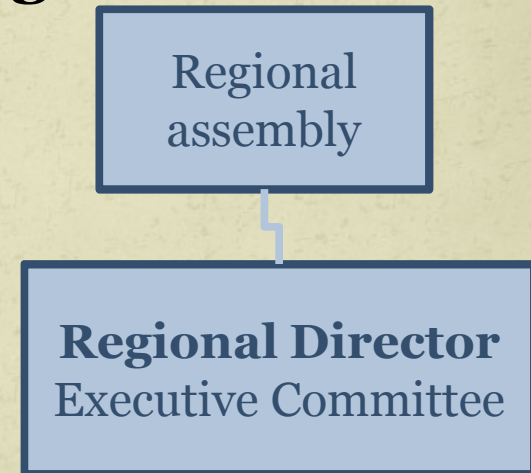 Regional
assembly
Regional Director
Executive Committee